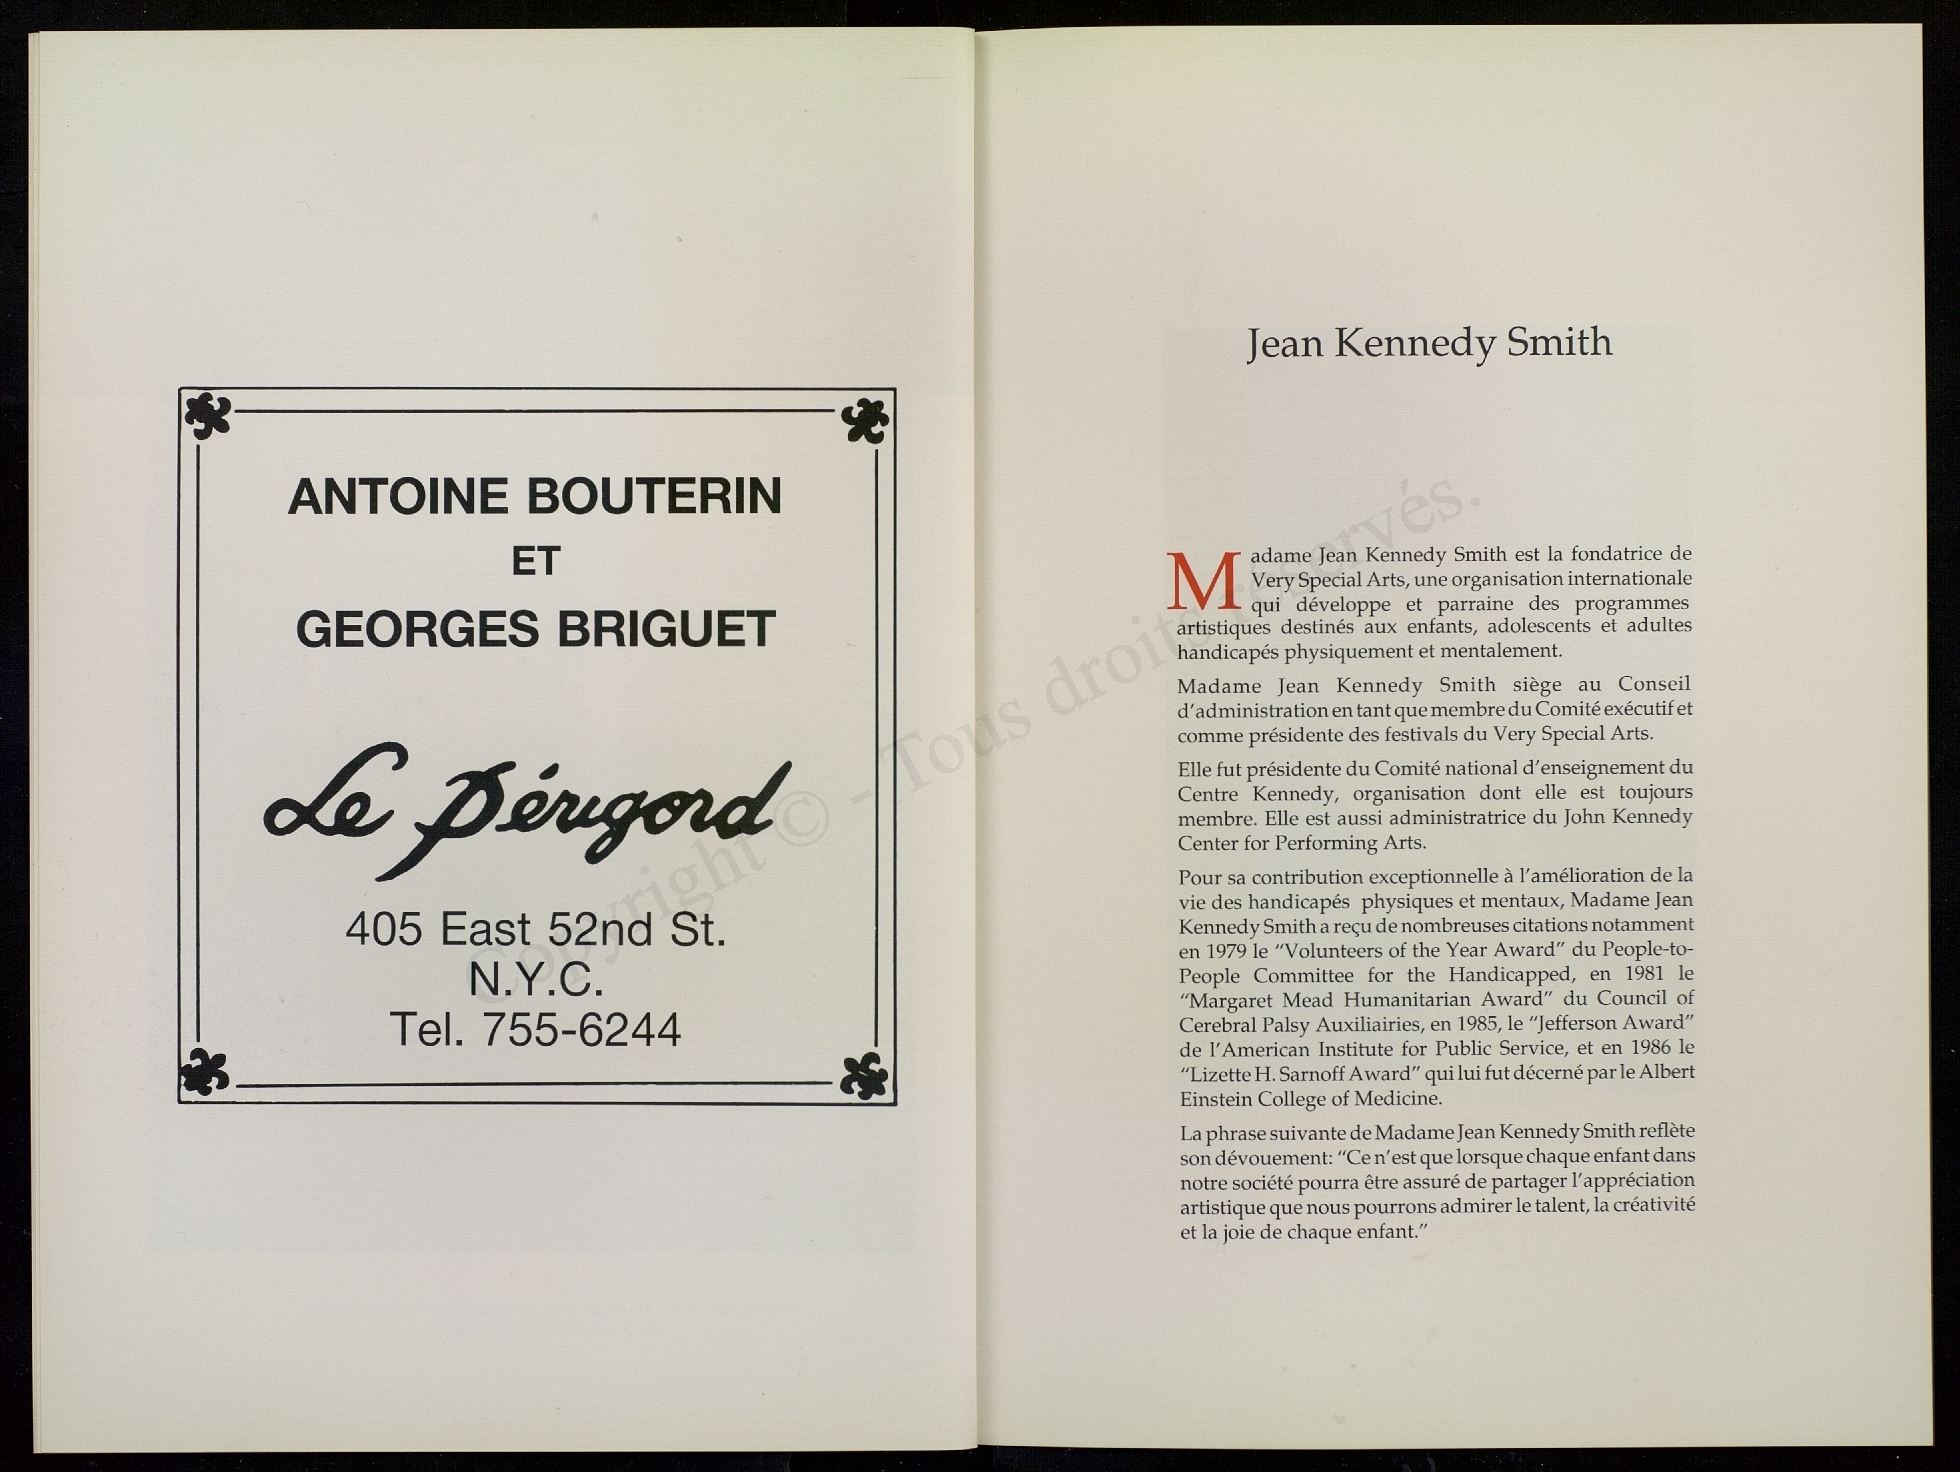 ANTOINE BOUTERIN
ET
GEORGES BRIGUET
Le Périgord
405 East 52nd St.
N.Y.C.
Tel. 755-6244
Jean Kennedy Smith
Madame Jean Kennedy Smith est la fondatrice de
Very Special Arts, une organisation internationale
qui développe et parraine des programmes
artistiques destinés aux enfants, adolescents et adultes
handicapés physiquement et mentalement.
Madame Jean Kennedy Smith siège au Conseil
d'administration en tant que membre du Comité exécutif et
comme présidente des festivals du Very Special Arts.
Elle fut présidente du Comité national d'enseignement du
Centre Kennedy, organisation dont elle est toujours
membre. Elle est aussi administratrice du John Kennedy
Center for Performing Arts.
Pour sa contribution exceptionnelle à l'amélioration de la
vie des handicapés physiques et mentaux, Madame Jean
Kennedy Smith a reçu de nombreuses citations notamment
en 1979 le "Volunteers of the Year Award" du People-to-
People Committee for the Handicapped, en 1981 le
"Margaret Mead Humanitarian Award" du Council of
Cerebral Palsy Auxiliairies, en 1985, le "Jefferson Award"
de l'American Institute for Public Service, et en 1986 le
"Lizette H. Sarnoff Award" qui lui fut décerné par le Albert
Einstein College of Medicine.
La phrase suivante de Madame Jean Kennedy Smith reflète
son dévouement: "Ce n'est que lorsque chaque enfant dans
notre société pourra être assuré de partager l'appréciation
artistique que nous pourrons admirer le talent, la créativité
et la joie de chaque enfant."
Copyright © - Tous droits réservés.